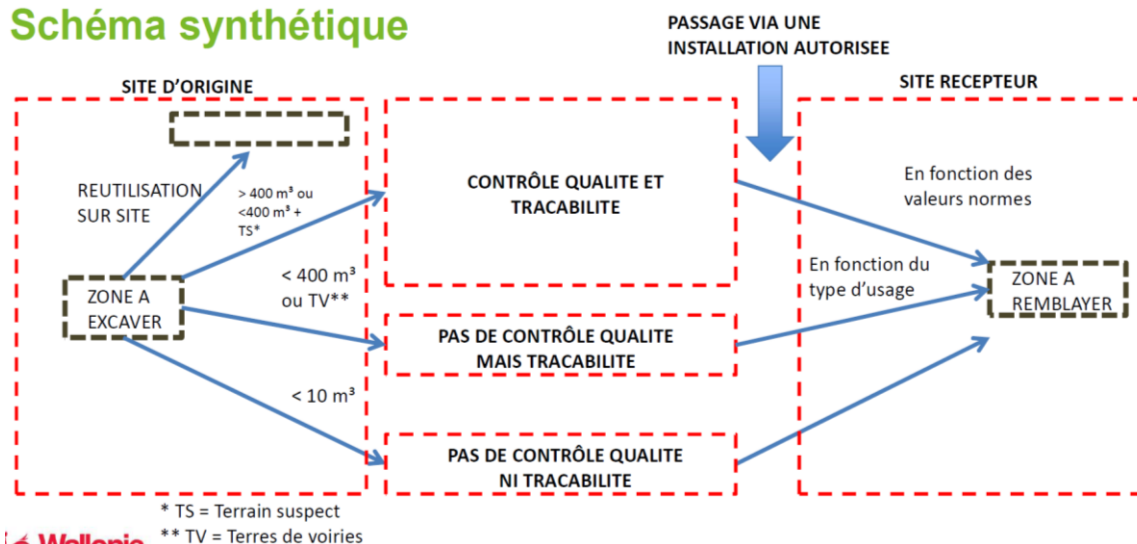 Schéma synthétique
PASSAGE VIA UNE
INSTALLATION AUTORISEE
SITE D'ORIGINE
SITE RECEPTEUR
REUTILISATION
SUR SITE
> 400 m³ ou
<400 m³ +
TS*
CONTRÔLE QUALITE ET
TRACABILITE
En fonction des
valeurs normes
ZONE A
EXCAVER
< 400 m³
ou TV**
En fonction du
type d'usage
ZONE A
REMBLAYER
PAS DE CONTRÔLE QUALITE
MAIS TRACABILITE
< 10 m³
PAS DE CONTRÔLE QUALITE
NI TRACABILITE
* TS = Terrain suspect
** TV = Terres de voiries
Wallonie